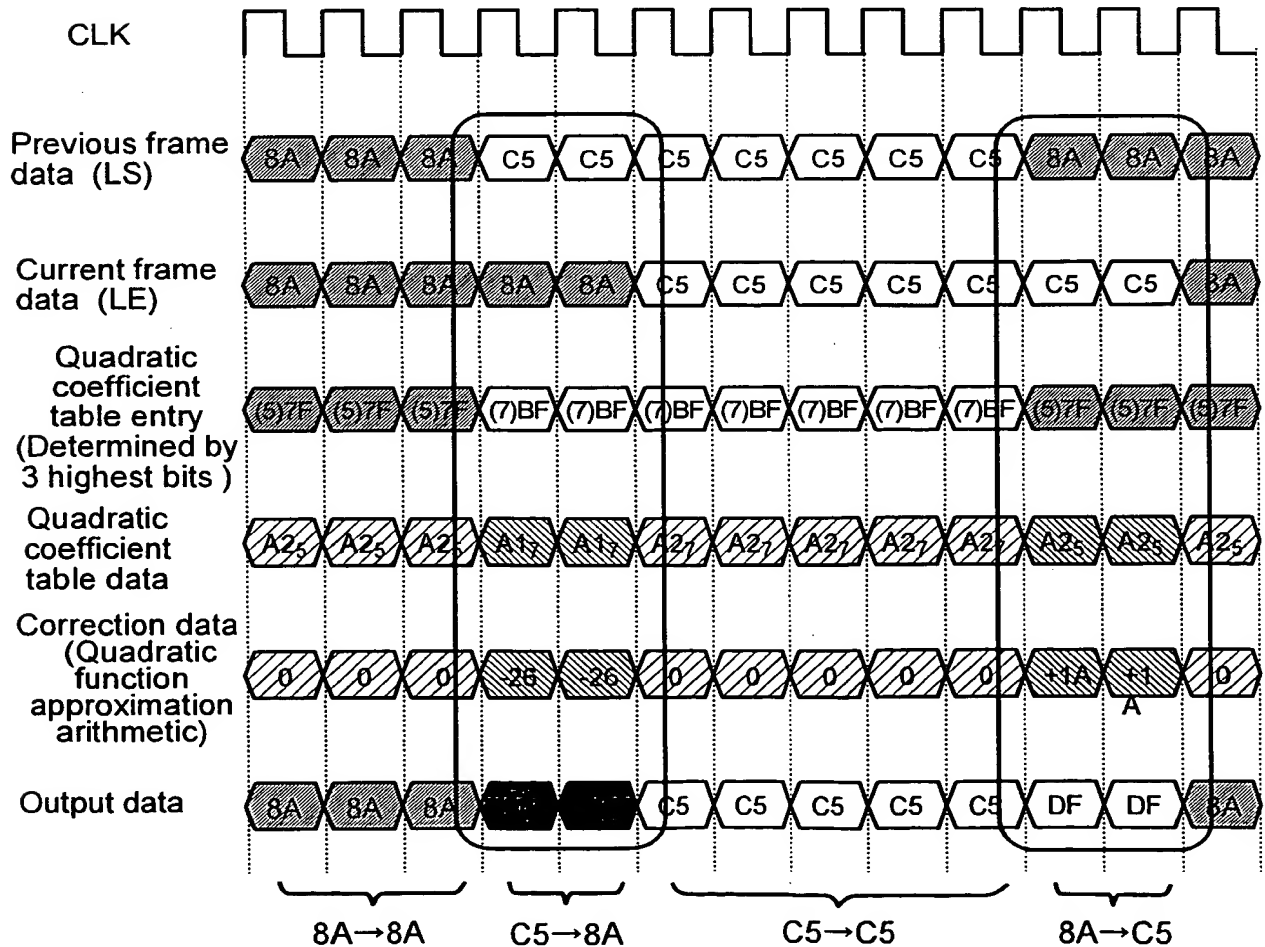 CLK
Previous frame
data (LS)
8A 8A 8A C5 C5 C5 C5 C5 C5 C5 8A 8A 8A
Current frame
data (LE)
8A 8A 8A 8A 8A C5 C5 C5 C5 C5 C5 C5 8A
Quadratic
coefficient
table entry
(Determined by
3 highest bits )
(5)7F (5)7F (5)7F (7)BF (7)BF (7)BF (7)BF (7)BF (7)BF (7)BF (5)7F (5)7F (5)7F
Quadratic
coefficient
table data
A2₅ A2₅ A2₅ A1₇ A1₇ A2₇ A2₇ A2₇ A2₇ A2₇ A2₅ A2₅ A2₅
Correction data
(Quadratic
function
approximation
arithmetic)
0 0 0 -26 -26 0 0 0 0 0 +1A +1
A 0
Output data
8A 8A 8A C5 C5 C5 C5 C5 DF DF 8A
8A→8A C5→8A C5→C5 8A→C5